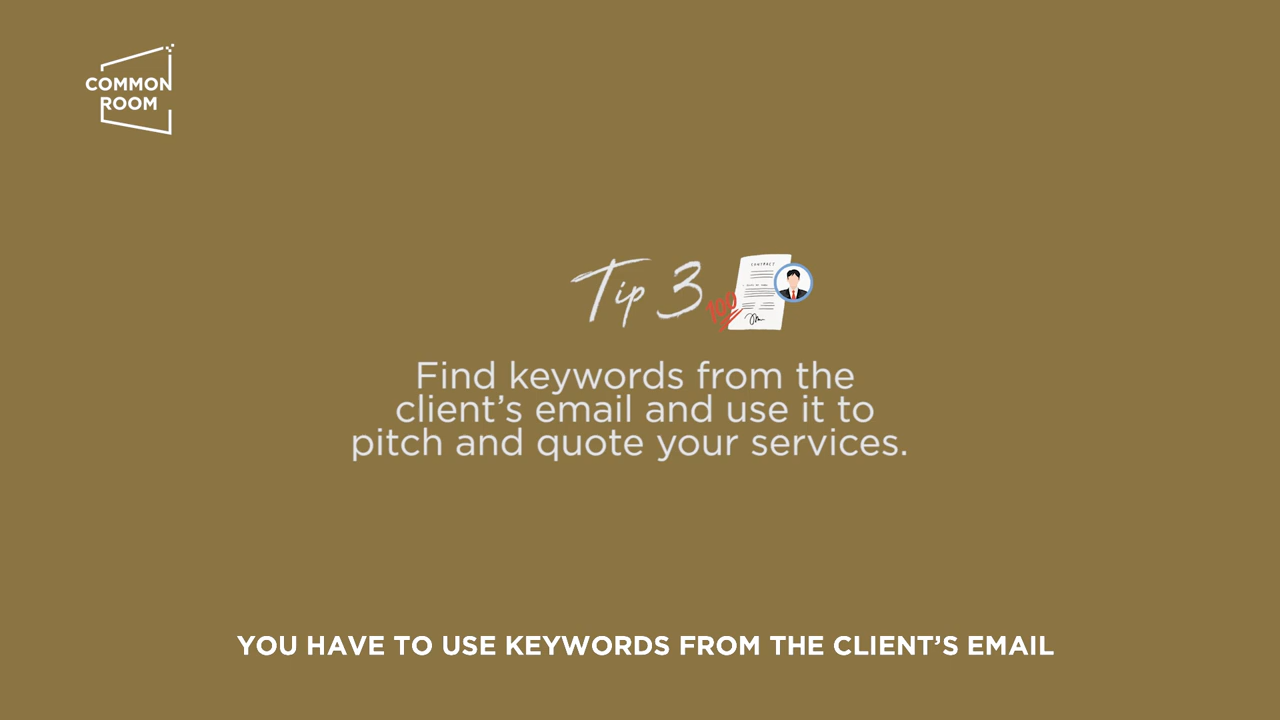 COMMON
ROOM
Tip 3
100
CONTRACT
Find keywords from the
client’s email and use it to
pitch and quote your services.
YOU HAVE TO USE KEYWORDS FROM THE CLIENT’S EMAIL